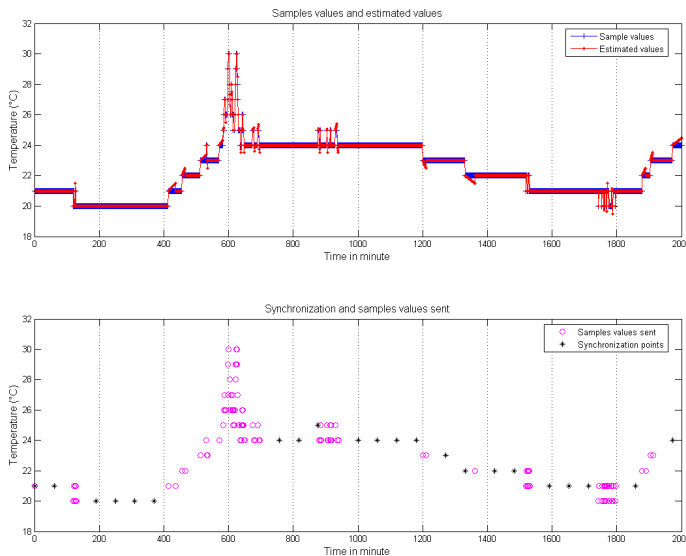 Samples values and estimated values
32
30
28
26
24
22
20
18
Temperature (°C)
Sample values
Estimated values
0 200 400 600 800 1000 1200 1400 1600 1800 200
Time in minute
Synchronization and samples values sent
32
30
28
26
24
22
20
18
Temperature (°C)
Samples values sent
Synchronization points
0 200 400 600 800 1000 1200 1400 1600 1800 200
Time in minute